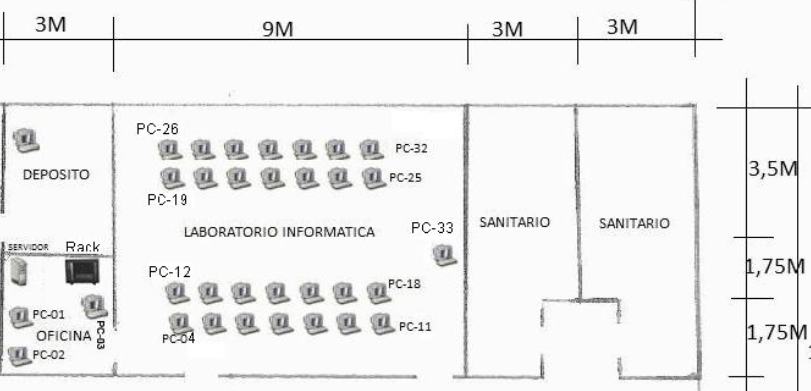 3M
9M
3M
3M
PC-26
PC-32
3,5M
DEPOSITO
PC-25
PC-19
LABORATORIO INFORMATICA
PC-33
SANITARIO
SANITARIO
SERVIDOR
Rack
PC-12
1,75M
PC-18
PC-01
PC-03
OFICINA
PC-04
PC-11
1,75M
PC-02